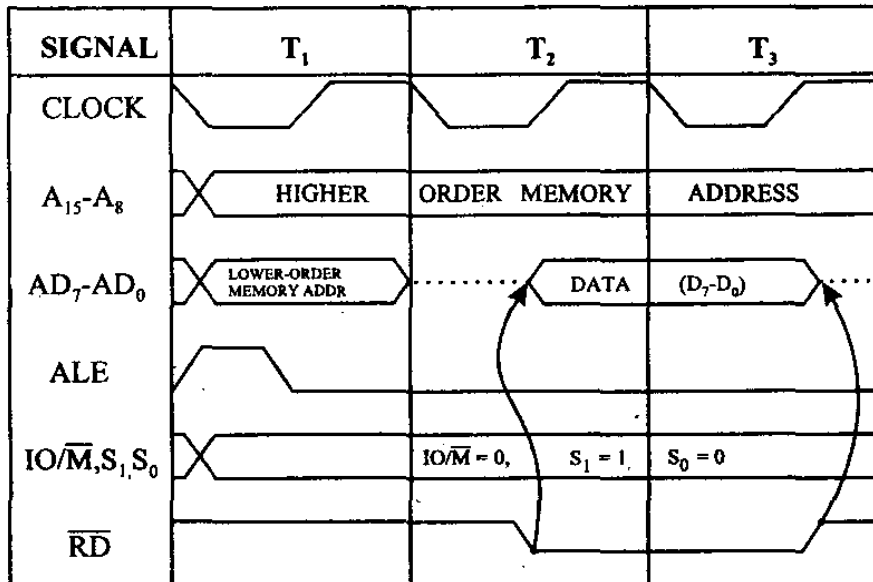 SIGNAL T₁ T₂ T₃
CLOCK
A₁₅-A₈ HIGHER ORDER MEMORY ADDRESS
AD₇-AD₀ LOWER-ORDER
MEMORY ADDR DATA (D₇-D₀)
ALE
IO/M̅,S₁,S₀ IO/M̅ = 0, S₁ = 1, S₀ = 0
R̅D̅